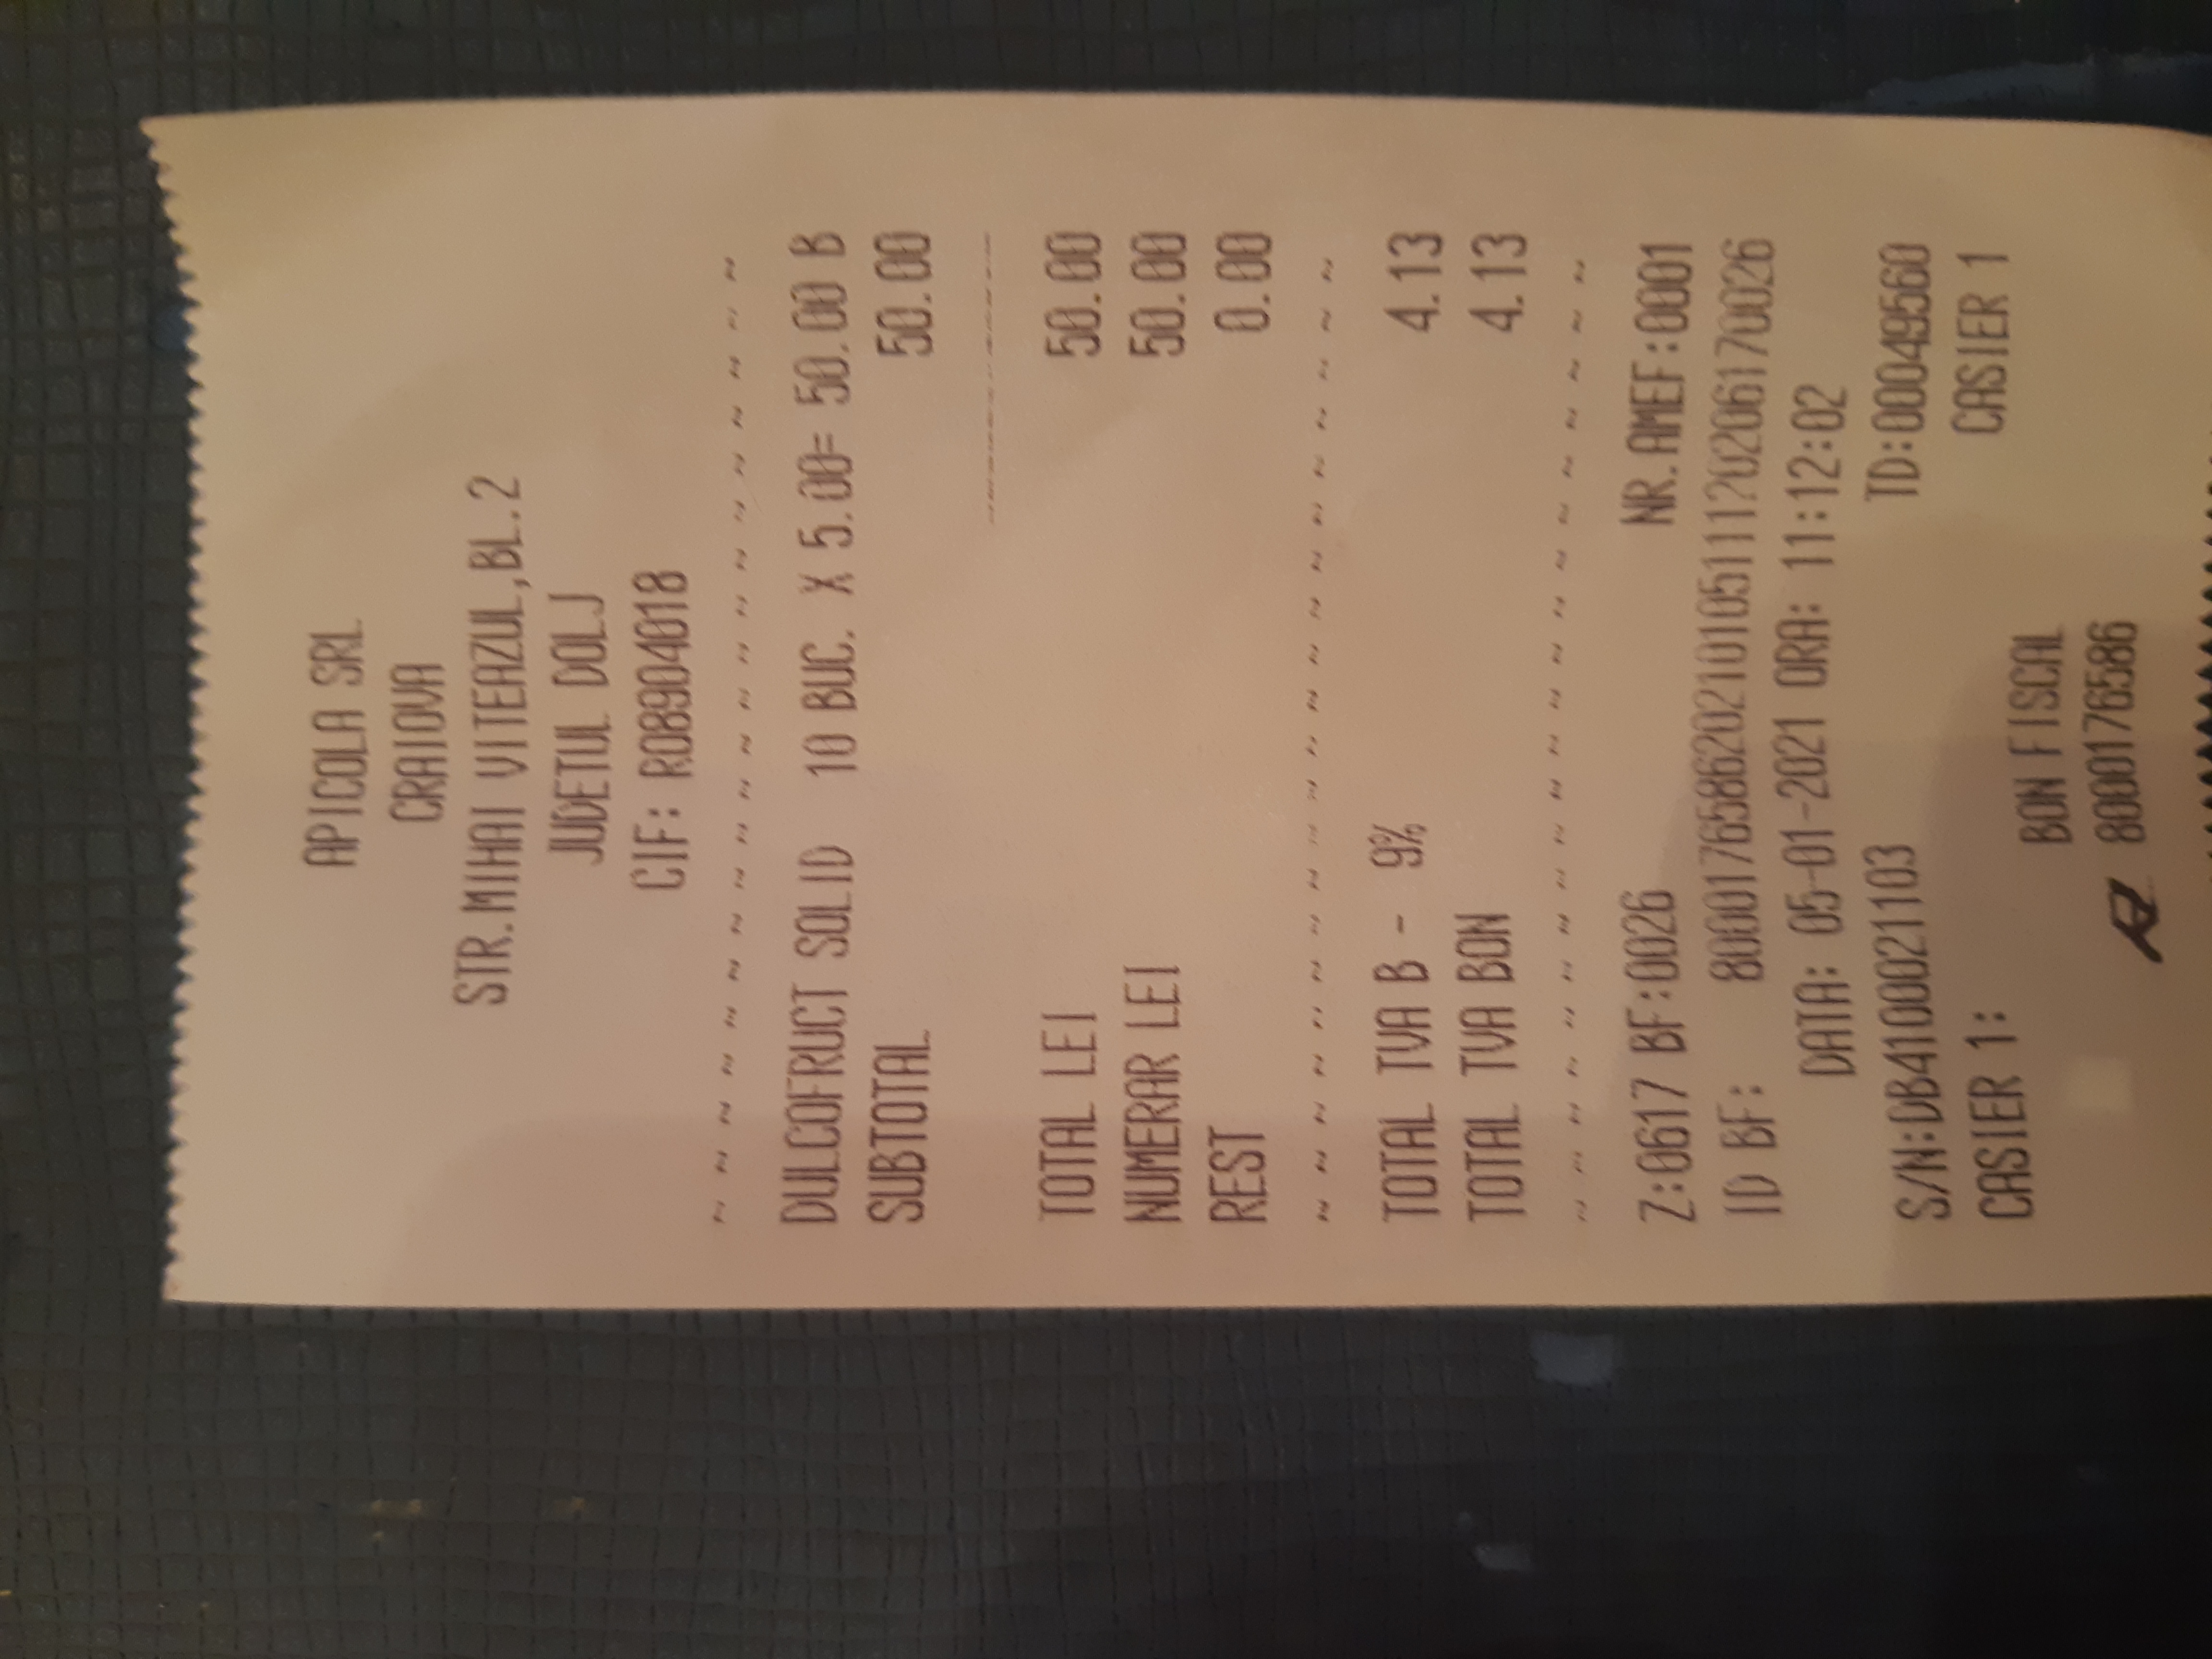 APICOLA SRL
CRAIOVA
STR.MIHAI VITEAZUL,BL.2
JUDETUL DOLJ
CIF: RO8904018
DULCOFRUCT SOLID 10 BUC. X 5.00= 50.00 B
SUBTOTAL 50.00
TOTAL LEI 50.00
NUMERAR LEI 50.00
REST 0.00
TOTAL TVA B - 9% 4.13
TOTAL TVA BON 4.13
Z:0617 BF:0026 NR.AMEF:0001
ID BF: 80001765862021010511120206170026
DATA: 05-01-2021 ORA: 11:12:02
S/N:DB4100021103 TD:00049560
CASIER 1: CASIER 1
BON FISCAL
8000176586